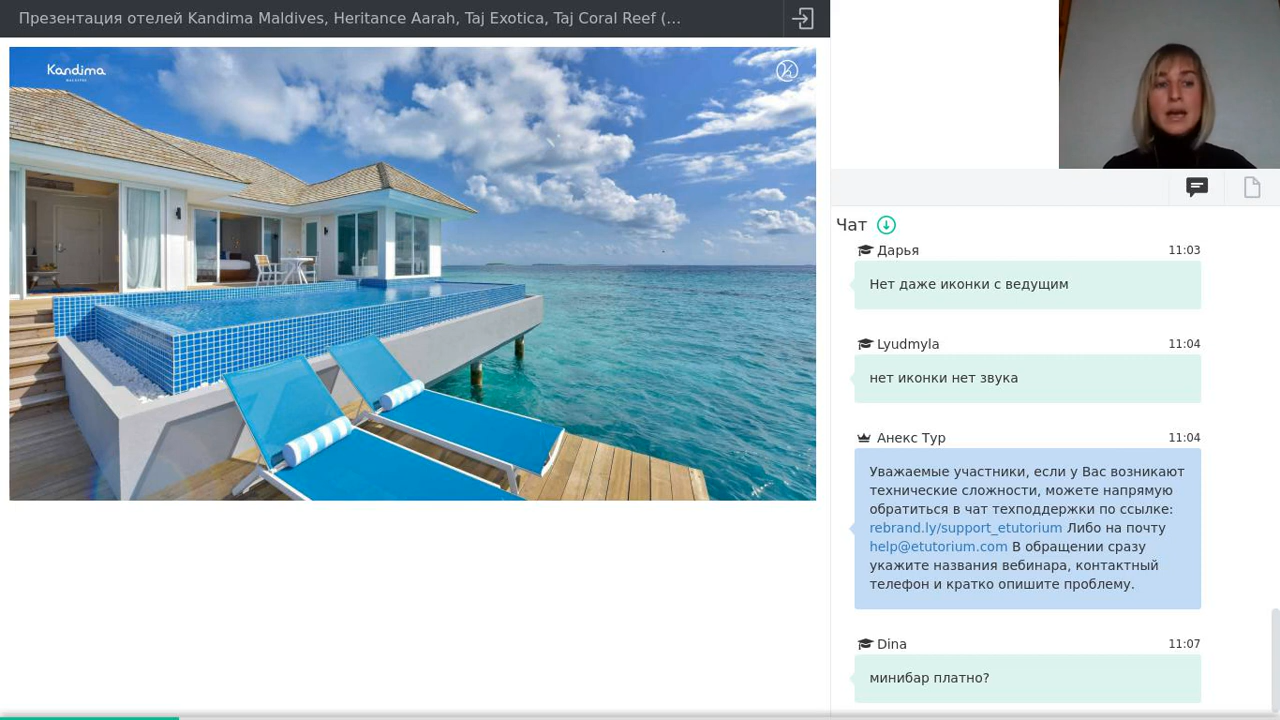 Презентация отелей Kandima Maldives, Heritance Aarah, Taj Exotica, Taj Coral Reef (...
Kandima
MALDIVES
Чат
Дарья 11:03
Нет даже иконки с ведущим
Lyudmyla 11:04
нет иконки нет звука
Анекс Тур 11:04
Уважаемые участники, если у Вас возникают
технические сложности, можете напрямую
обратиться в чат техподдержки по ссылке:
rebrand.ly/support_etutorium Либо на почту
help@etutorium.com В обращении сразу
укажите названия вебинара, контактный
телефон и кратко опишите проблему.
Dina 11:07
минибар платно?